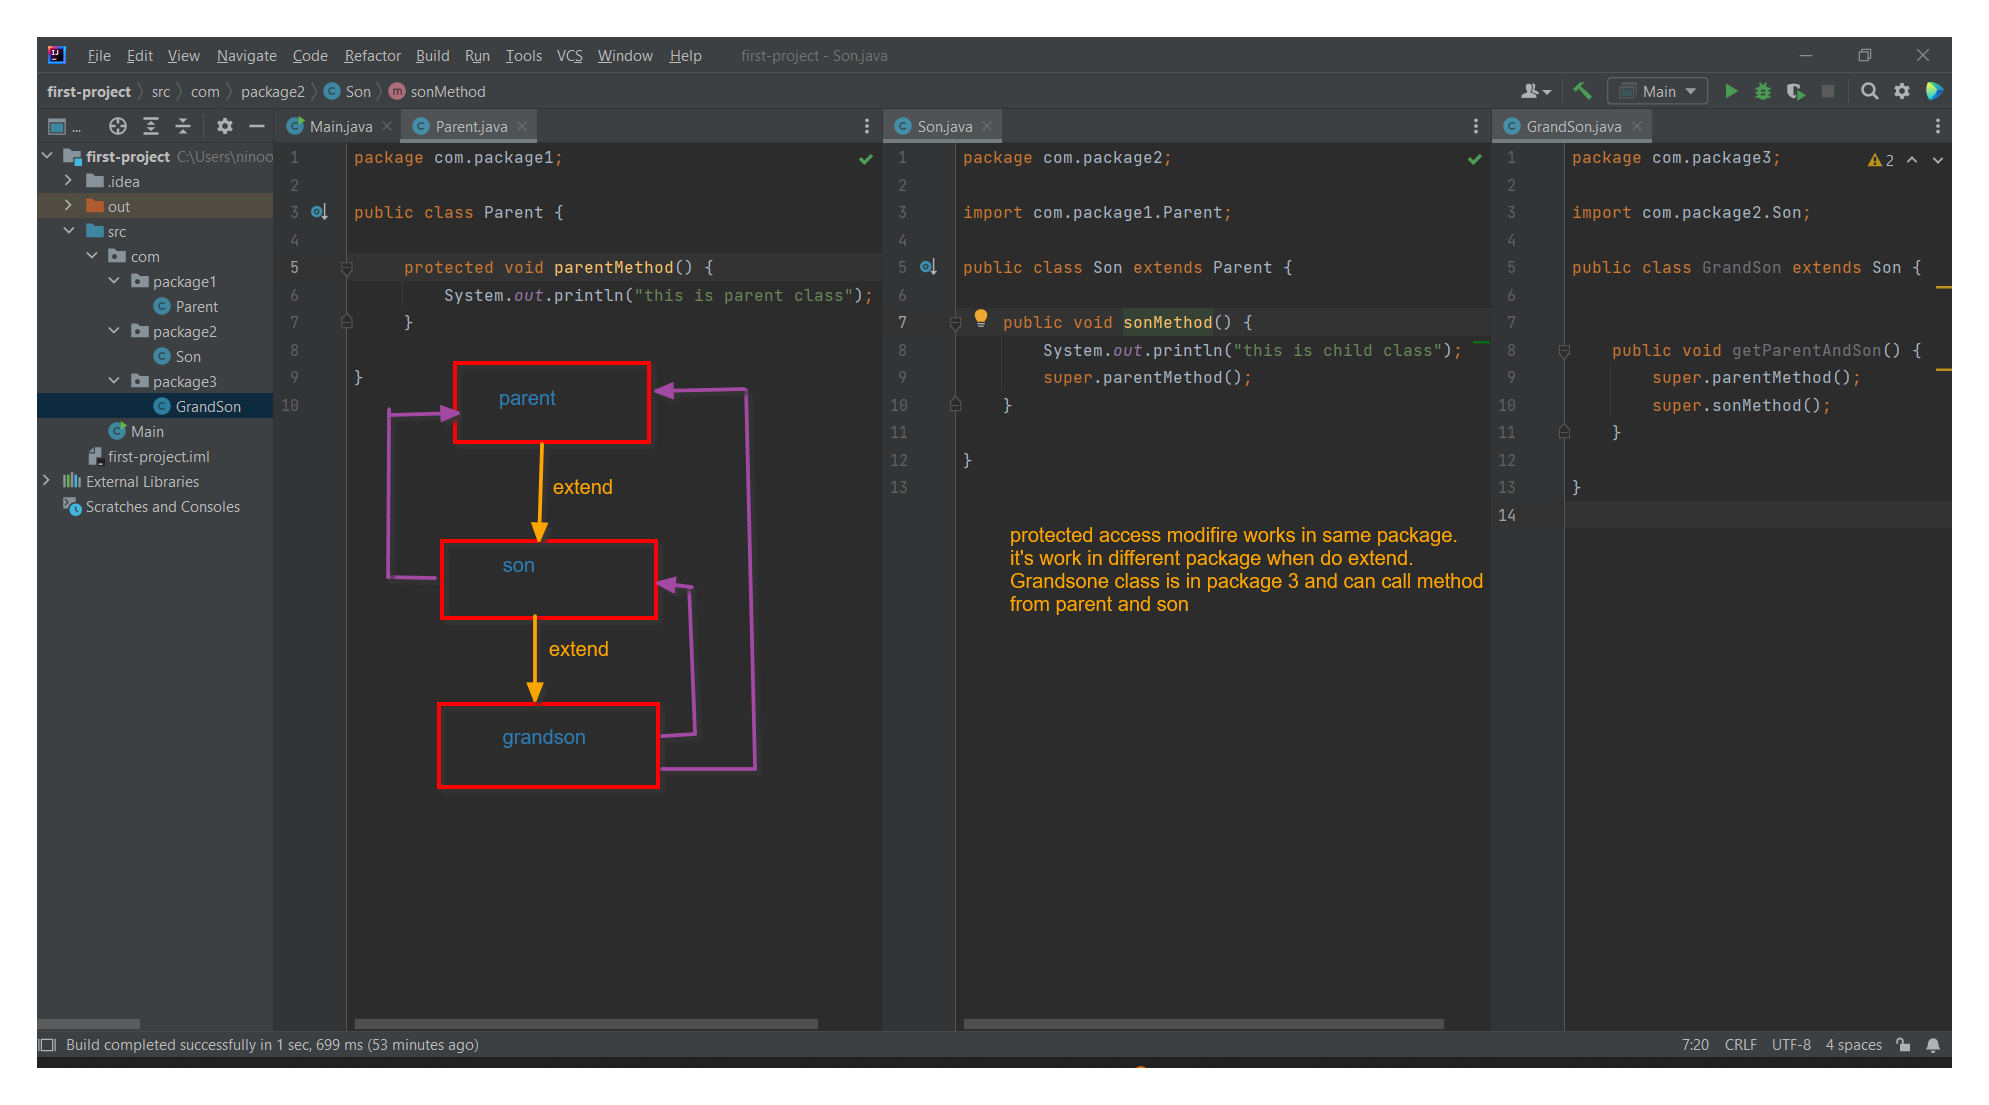 File Edit View Navigate Code Refactor Build Run Tools VCS Window Help first-project - Son.java
first-project src com package2 Son sonMethod Main
... Main.java Parent.java Son.java GrandSon.java
first-project C:\Users\ninoo
.idea
out
src
com
package1
Parent
package2
Son
package3
GrandSon
Main
first-project.iml
External Libraries
Scratches and Consoles
1 package com.package1;
2
3 public class Parent {
4
5 protected void parentMethod() {
6 System.out.println("this is parent class");
7 }
8
9 }
10
parent
extend
son
extend
grandson
1 package com.package2;
2
3 import com.package1.Parent;
4
5 public class Son extends Parent {
6
7 public void sonMethod() {
8 System.out.println("this is child class");
9 super.parentMethod();
10 }
11
12 }
13
protected access modifire works in same package.
it's work in different package when do extend.
Grandsone class is in package 3 and can call method
from parent and son
1 package com.package3; 2
2
3 import com.package2.Son;
4
5 public class GrandSon extends Son {
6
7
8 public void getParentAndSon() {
9 super.parentMethod();
10 super.sonMethod();
11 }
12
13 }
14
Build completed successfully in 1 sec, 699 ms (53 minutes ago) 7:20 CRLF UTF-8 4 spaces